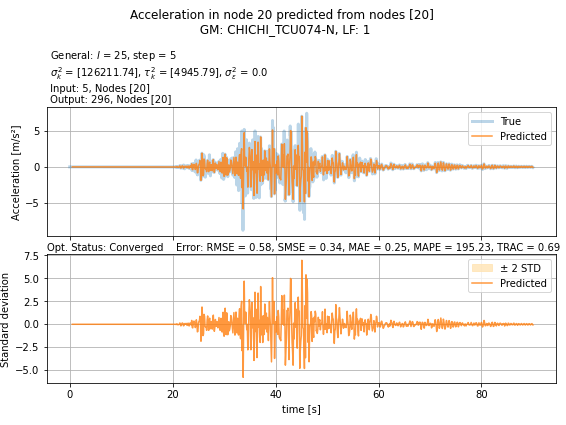 Acceleration in node 20 predicted from nodes [20]
GM: CHICHI_TCU074-N, LF: 1
General: l = 25, step = 5
σ²ₖ = [126211.74], τ²ₖ = [4945.79], σ²ε = 0.0
Input: 5, Nodes [20]
Output: 296, Nodes [20]
Acceleration [m/s²]
5
0
−5
True
Predicted
Opt. Status: Converged Error: RMSE = 0.58, SMSE = 0.34, MAE = 0.25, MAPE = 195.23, TRAC = 0.69
Standard deviation
7.5
5.0
2.5
0.0
−2.5
−5.0
± 2 STD
Predicted
0 20 40 60 80
time [s]